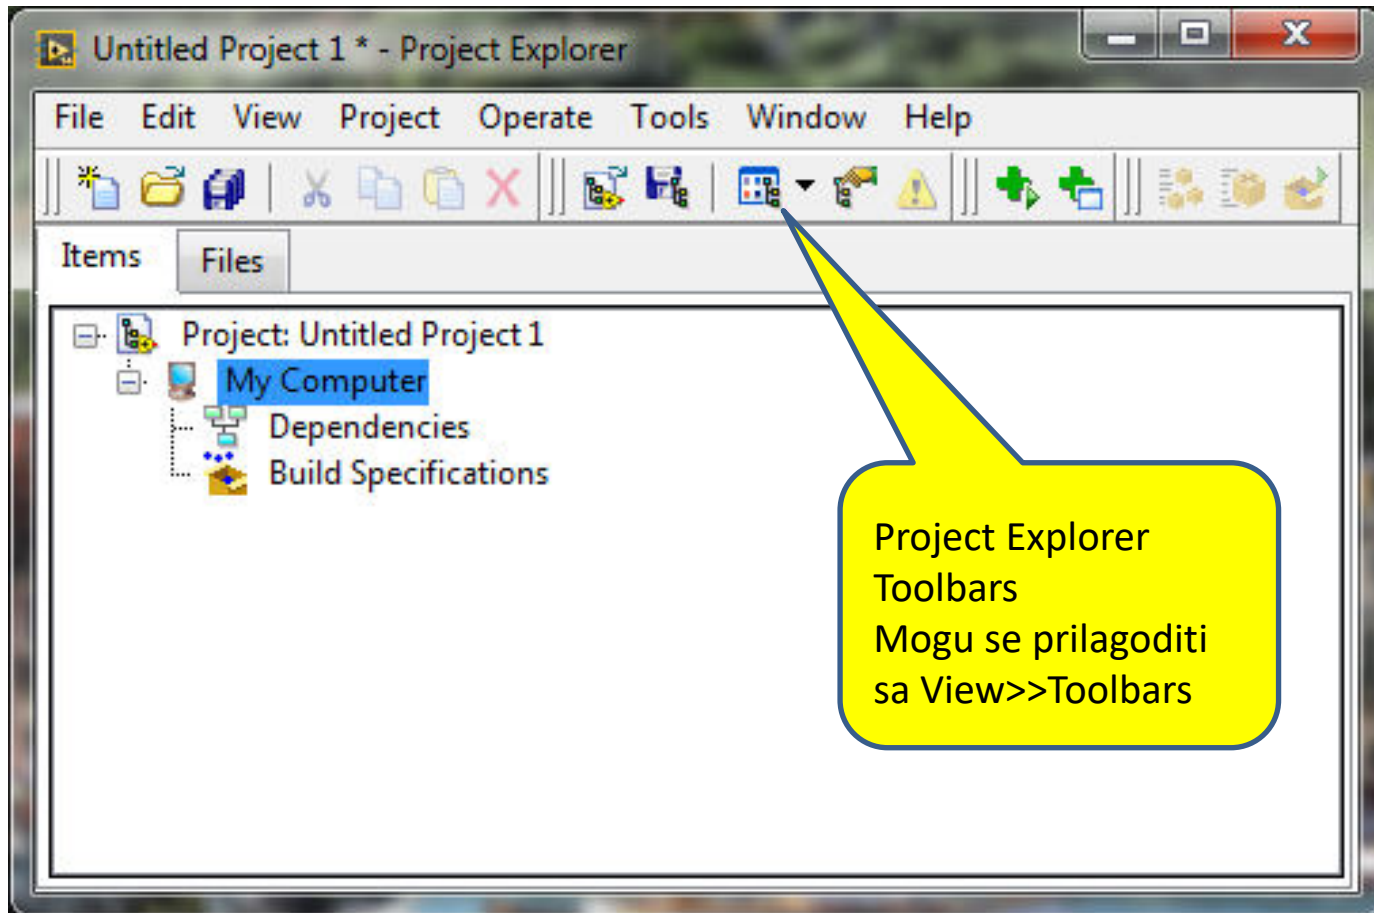 Untitled Project 1 * - Project Explorer
File Edit View Project Operate Tools Window Help
Items Files
Project: Untitled Project 1
My Computer
Dependencies
Build Specifications
Project Explorer
Toolbars
Mogu se prilagoditi
sa View>>Toolbars